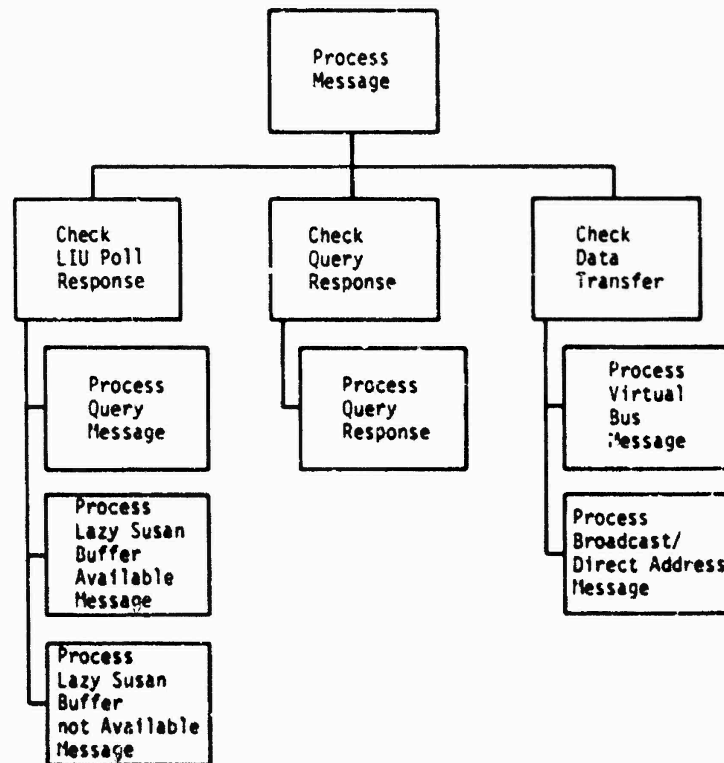 Process
Message
Check
LIU Poll
Response
Check
Query
Response
Check
Data
Transfer
Process
Query
Message
Process
Query
Response
Process
Virtual
Bus
Message
Process
Lazy Susan
Buffer
Available
Message
Process
Broadcast/
Direct Address
Message
Process
Lazy Susan
Buffer
not Available
Message